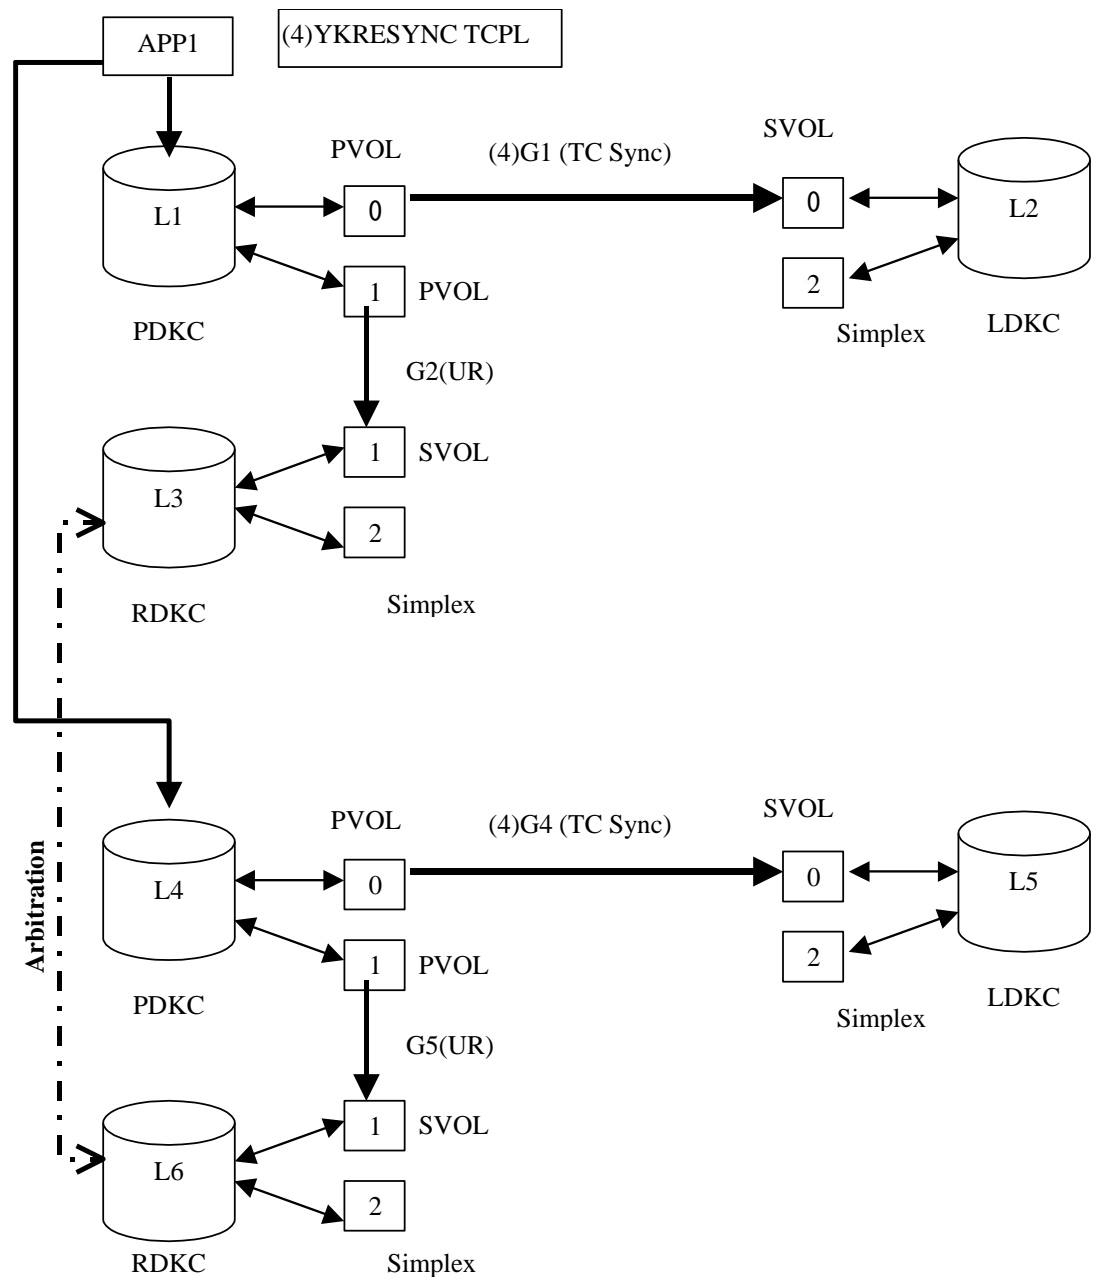 APP1
(4)YKRESYNC TCPL
PVOL
(4)G1 (TC Sync)
SVOL
L1
0
0
L2
1
PVOL
2
PDKC
Simplex
LDKC
G2(UR)
1
SVOL
L3
2
RDKC
Simplex
Arbitration
PVOL
(4)G4 (TC Sync)
SVOL
L4
0
0
L5
1
PVOL
2
PDKC
Simplex
LDKC
G5(UR)
1
SVOL
L6
2
RDKC
Simplex